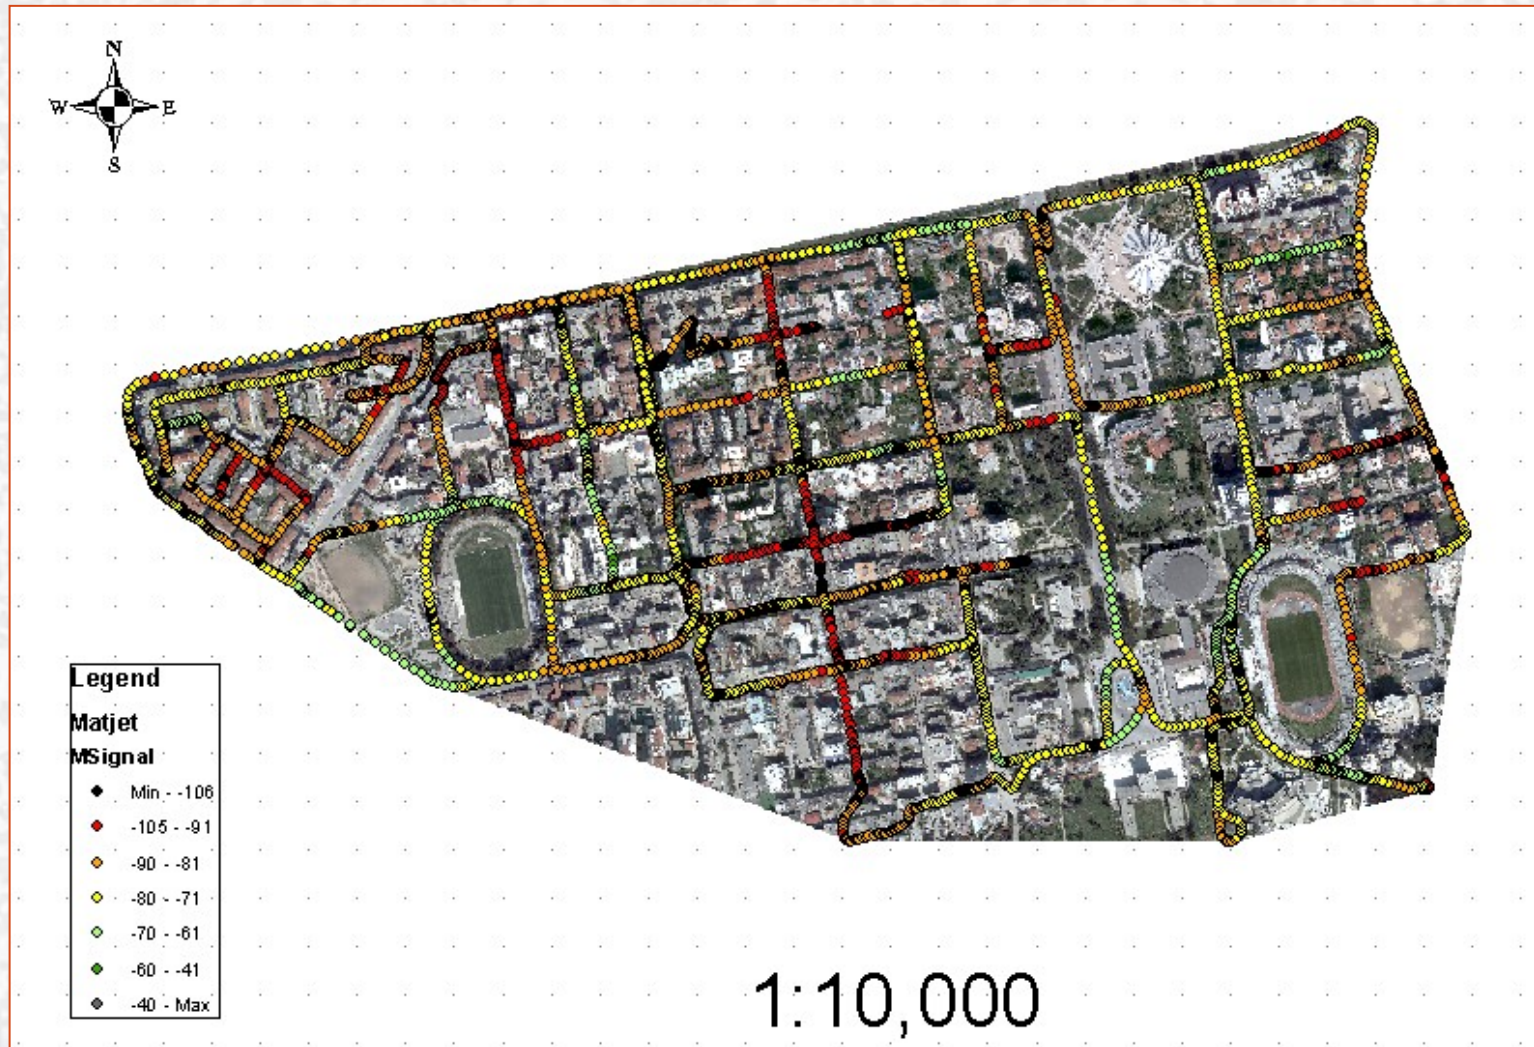 N
W E
S
Legend
Matjet
MSignal
Min - -106
-105 - -91
-90 - -81
-80 - -71
-70 - -61
-60 - -41
-40 - Max
1:10,000